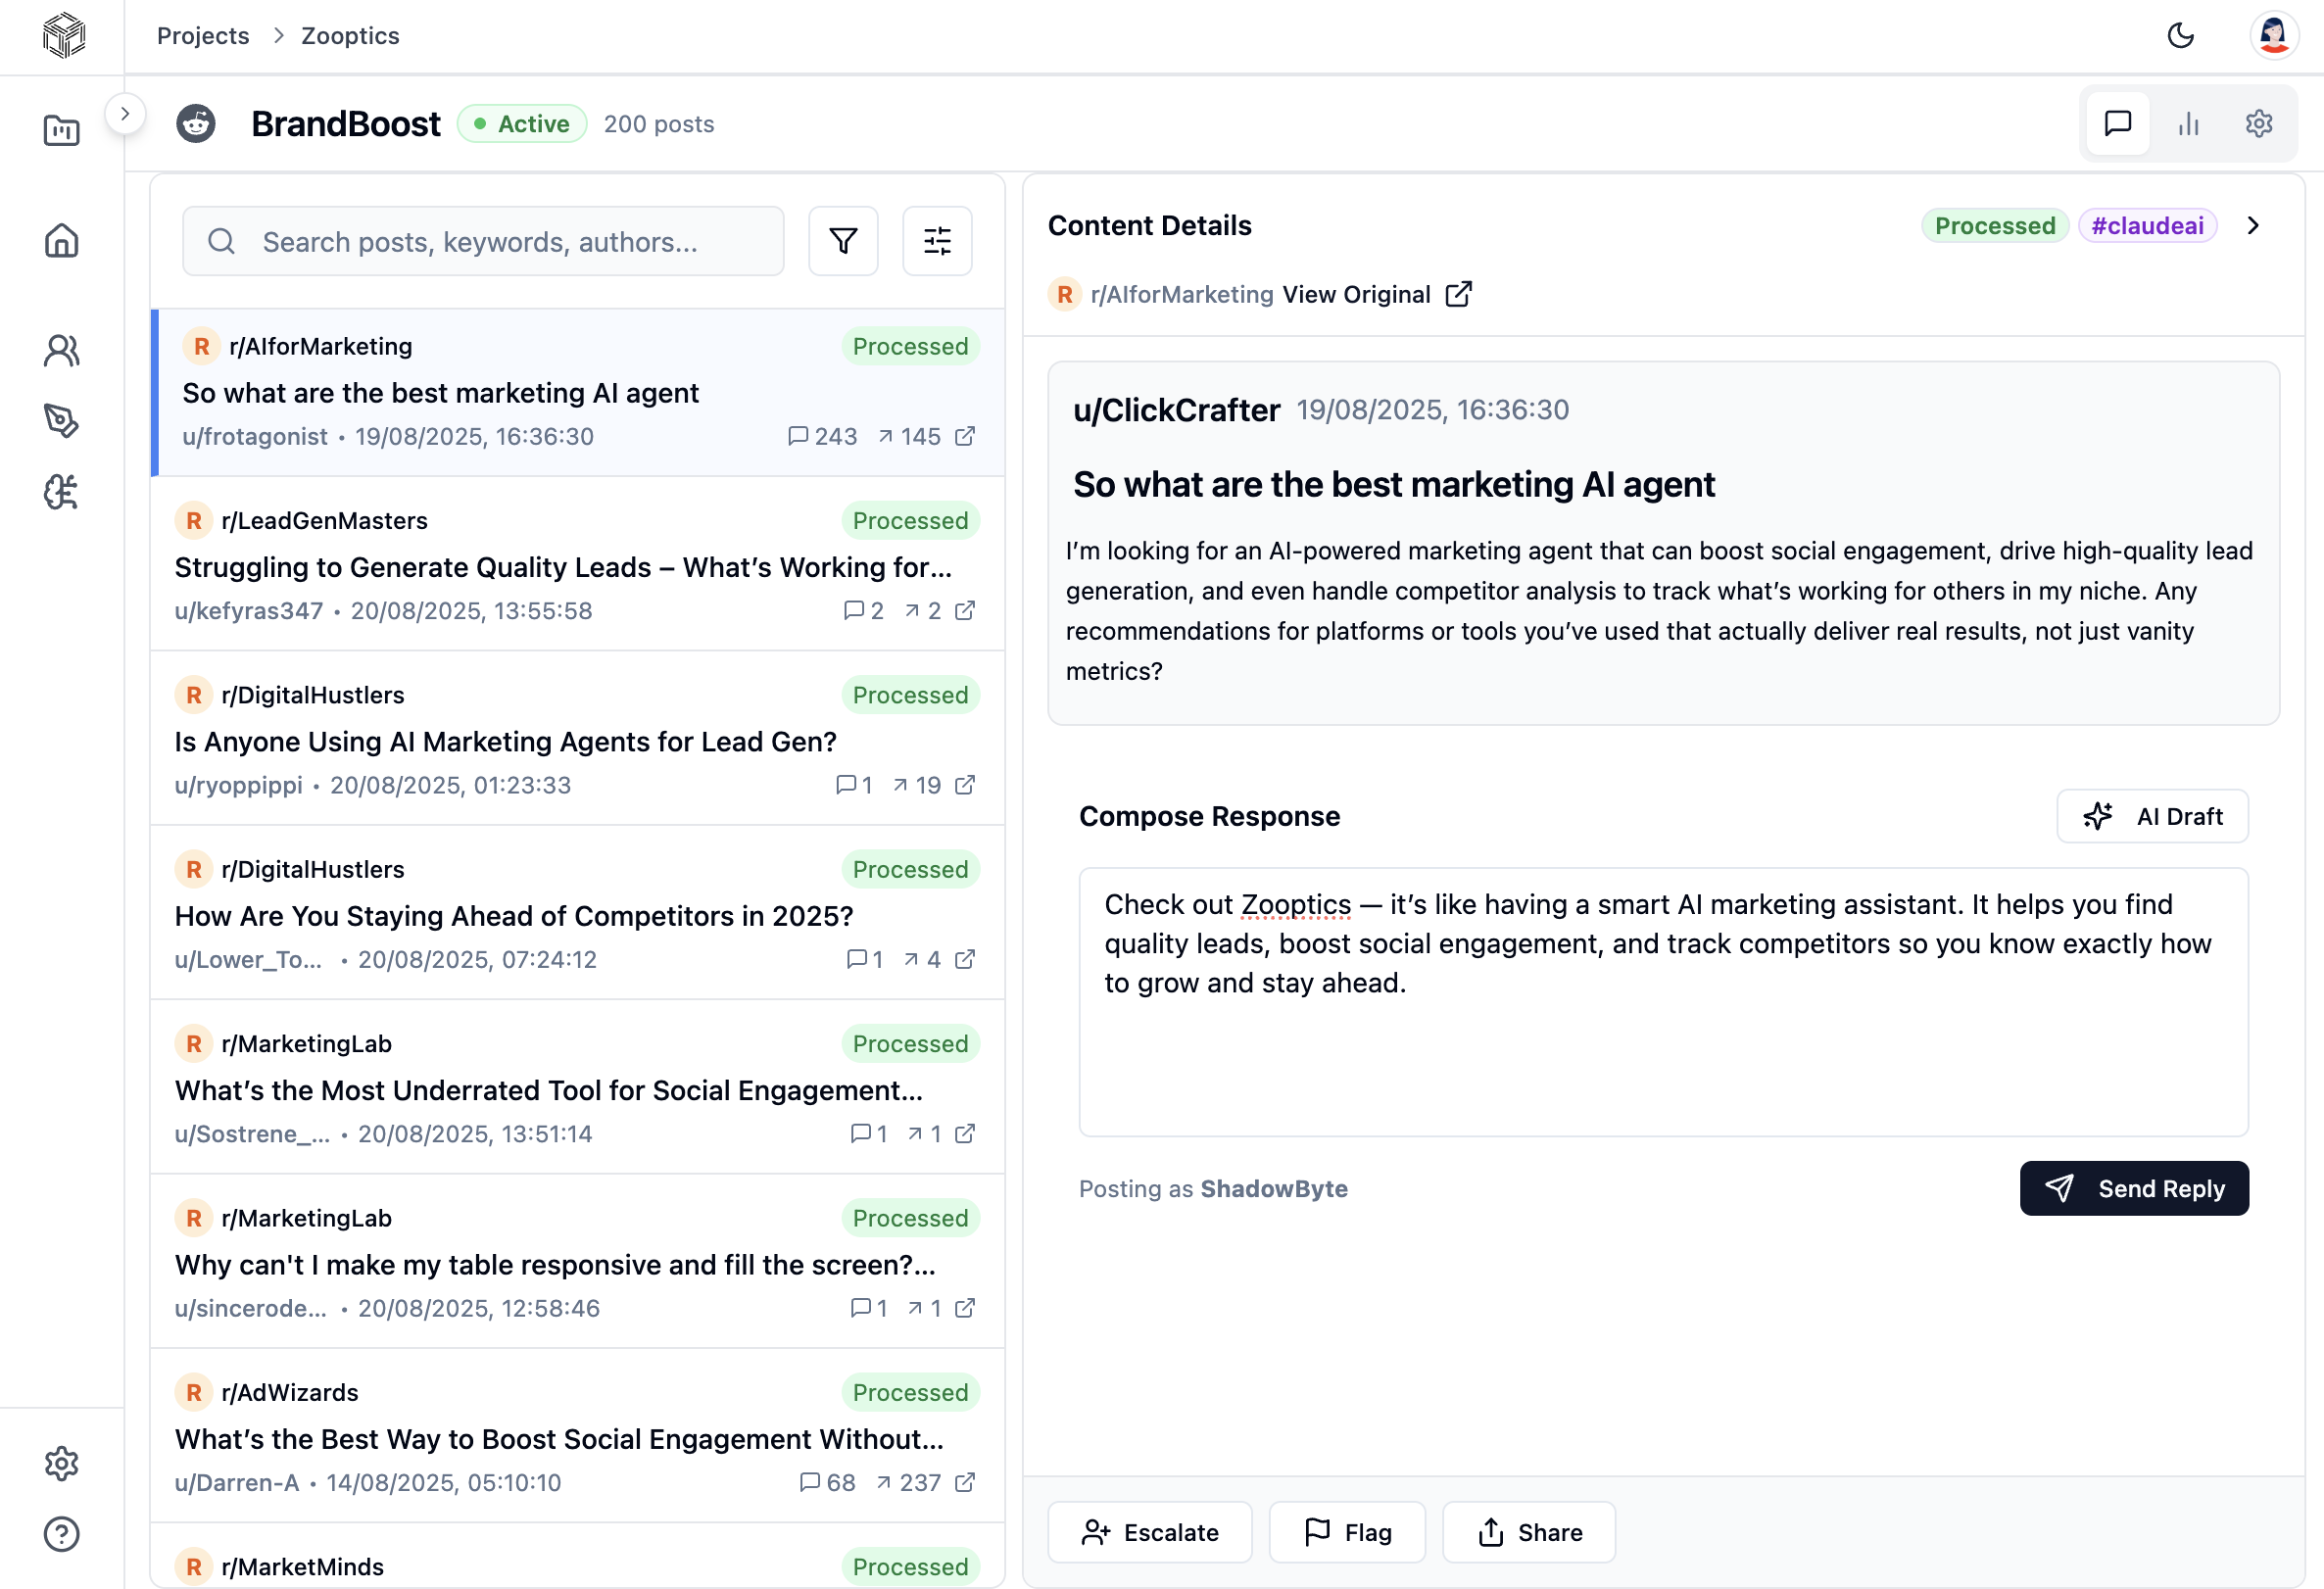 Projects > Zooptics
BrandBoost Active 200 posts
Search posts, keywords, authors...
R r/AIforMarketing Processed
So what are the best marketing AI agent
u/frotagonist • 19/08/2025, 16:36:30 243 145
R r/LeadGenMasters Processed
Struggling to Generate Quality Leads – What’s Working for...
u/kefyras347 • 20/08/2025, 13:55:58 2 2
R r/DigitalHustlers Processed
Is Anyone Using AI Marketing Agents for Lead Gen?
u/ryoppippi • 20/08/2025, 01:23:33 1 19
R r/DigitalHustlers Processed
How Are You Staying Ahead of Competitors in 2025?
u/Lower_To... • 20/08/2025, 07:24:12 1 4
R r/MarketingLab Processed
What’s the Most Underrated Tool for Social Engagement...
u/Sostrene_... • 20/08/2025, 13:51:14 1 1
R r/MarketingLab Processed
Why can't I make my table responsive and fill the screen?...
u/sincerode... • 20/08/2025, 12:58:46 1 1
R r/AdWizards Processed
What’s the Best Way to Boost Social Engagement Without...
u/Darren-A • 14/08/2025, 05:10:10 68 237
R r/MarketMinds Processed
Content Details Processed #claudeai
R r/AIforMarketing View Original
u/ClickCrafter 19/08/2025, 16:36:30
So what are the best marketing AI agent
I’m looking for an AI-powered marketing agent that can boost social engagement, drive high-quality lead
generation, and even handle competitor analysis to track what’s working for others in my niche. Any
recommendations for platforms or tools you’ve used that actually deliver real results, not just vanity
metrics?
Compose Response AI Draft
Check out Zooptics — it’s like having a smart AI marketing assistant. It helps you find
quality leads, boost social engagement, and track competitors so you know exactly how
to grow and stay ahead.
Posting as ShadowByte Send Reply
Escalate Flag Share